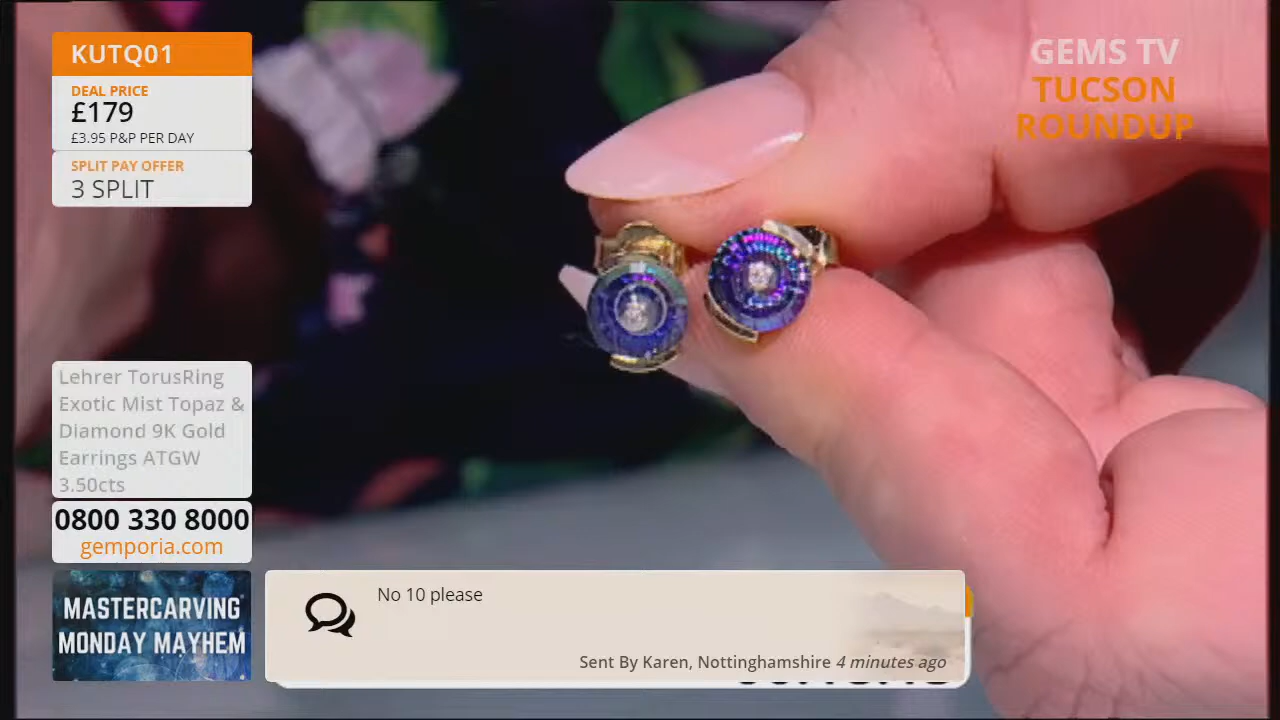 KUTQ01
DEAL PRICE
£179
£3.95 P&P PER DAY
SPLIT PAY OFFER
3 SPLIT
GEMS TV
TUCSON
ROUNDUP
Lehrer TorusRing
Exotic Mist Topaz &
Diamond 9K Gold
Earrings ATGW
3.50cts
0800 330 8000
gemporia.com
MASTERCARVING
MONDAY MAYHEM
No 10 please
Sent By Karen, Nottinghamshire 4 minutes ago